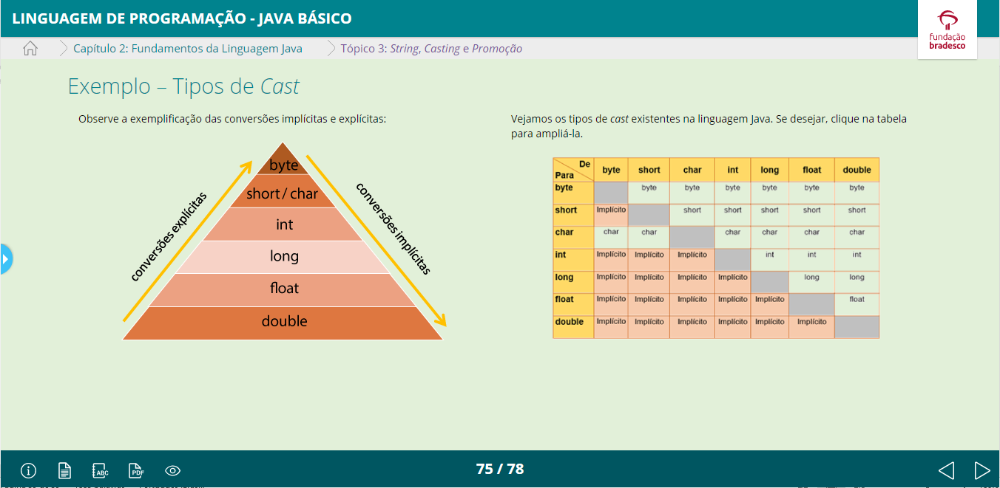 LINGUAGEM DE PROGRAMAÇÃO - JAVA BÁSICO
fundação
bradesco
Capítulo 2: Fundamentos da Linguagem Java
Tópico 3: String, Casting e Promoção
Exemplo – Tipos de Cast
Observe a exemplificação das conversões implícitas e explícitas:
byte
short / char
int
long
float
double
conversões explícitas
conversões implícitas
Vejamos os tipos de cast existentes na linguagem Java. Se desejar, clique na tabela
para ampliá-la.
De
Para byte short char int long float double
byte byte byte byte byte byte byte
short Implícito short short short short short
char char char char char char char
int Implícito Implícito Implícito int int int
long Implícito Implícito Implícito Implícito long long
float Implícito Implícito Implícito Implícito Implícito float
double Implícito Implícito Implícito Implícito Implícito Implícito
ABC
PDF
75 / 78